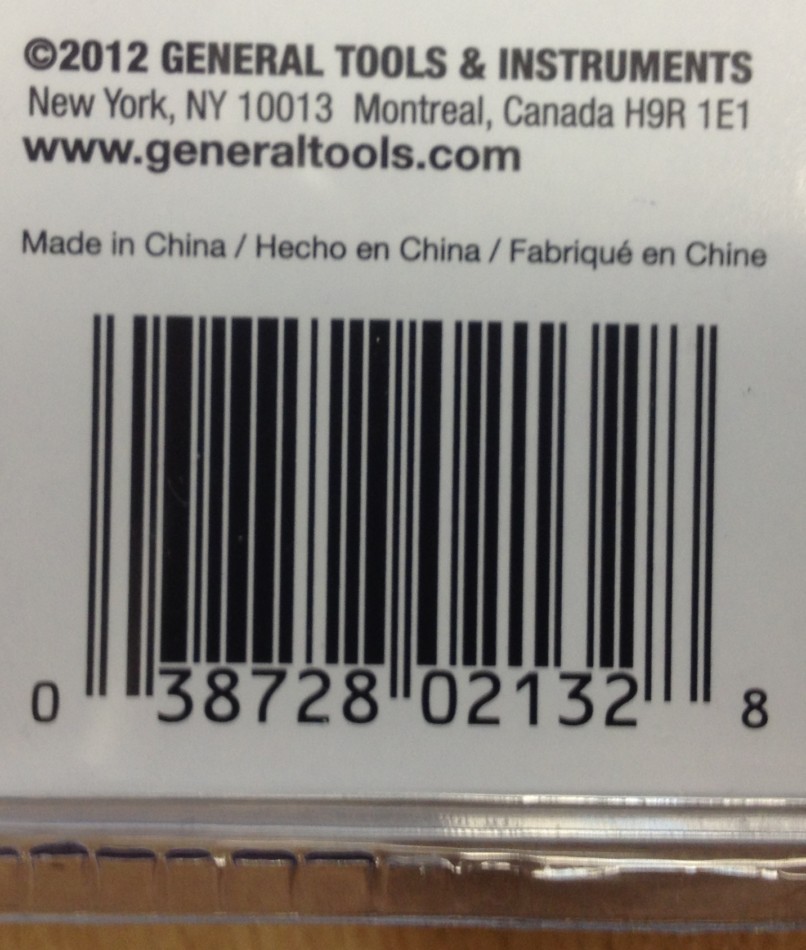 ©2012 GENERAL TOOLS & INSTRUMENTS
New York, NY 10013 Montreal, Canada H9R 1E1
www.generaltools.com
Made in China / Hecho en China / Fabriqué en Chine
0 38728 02132 8